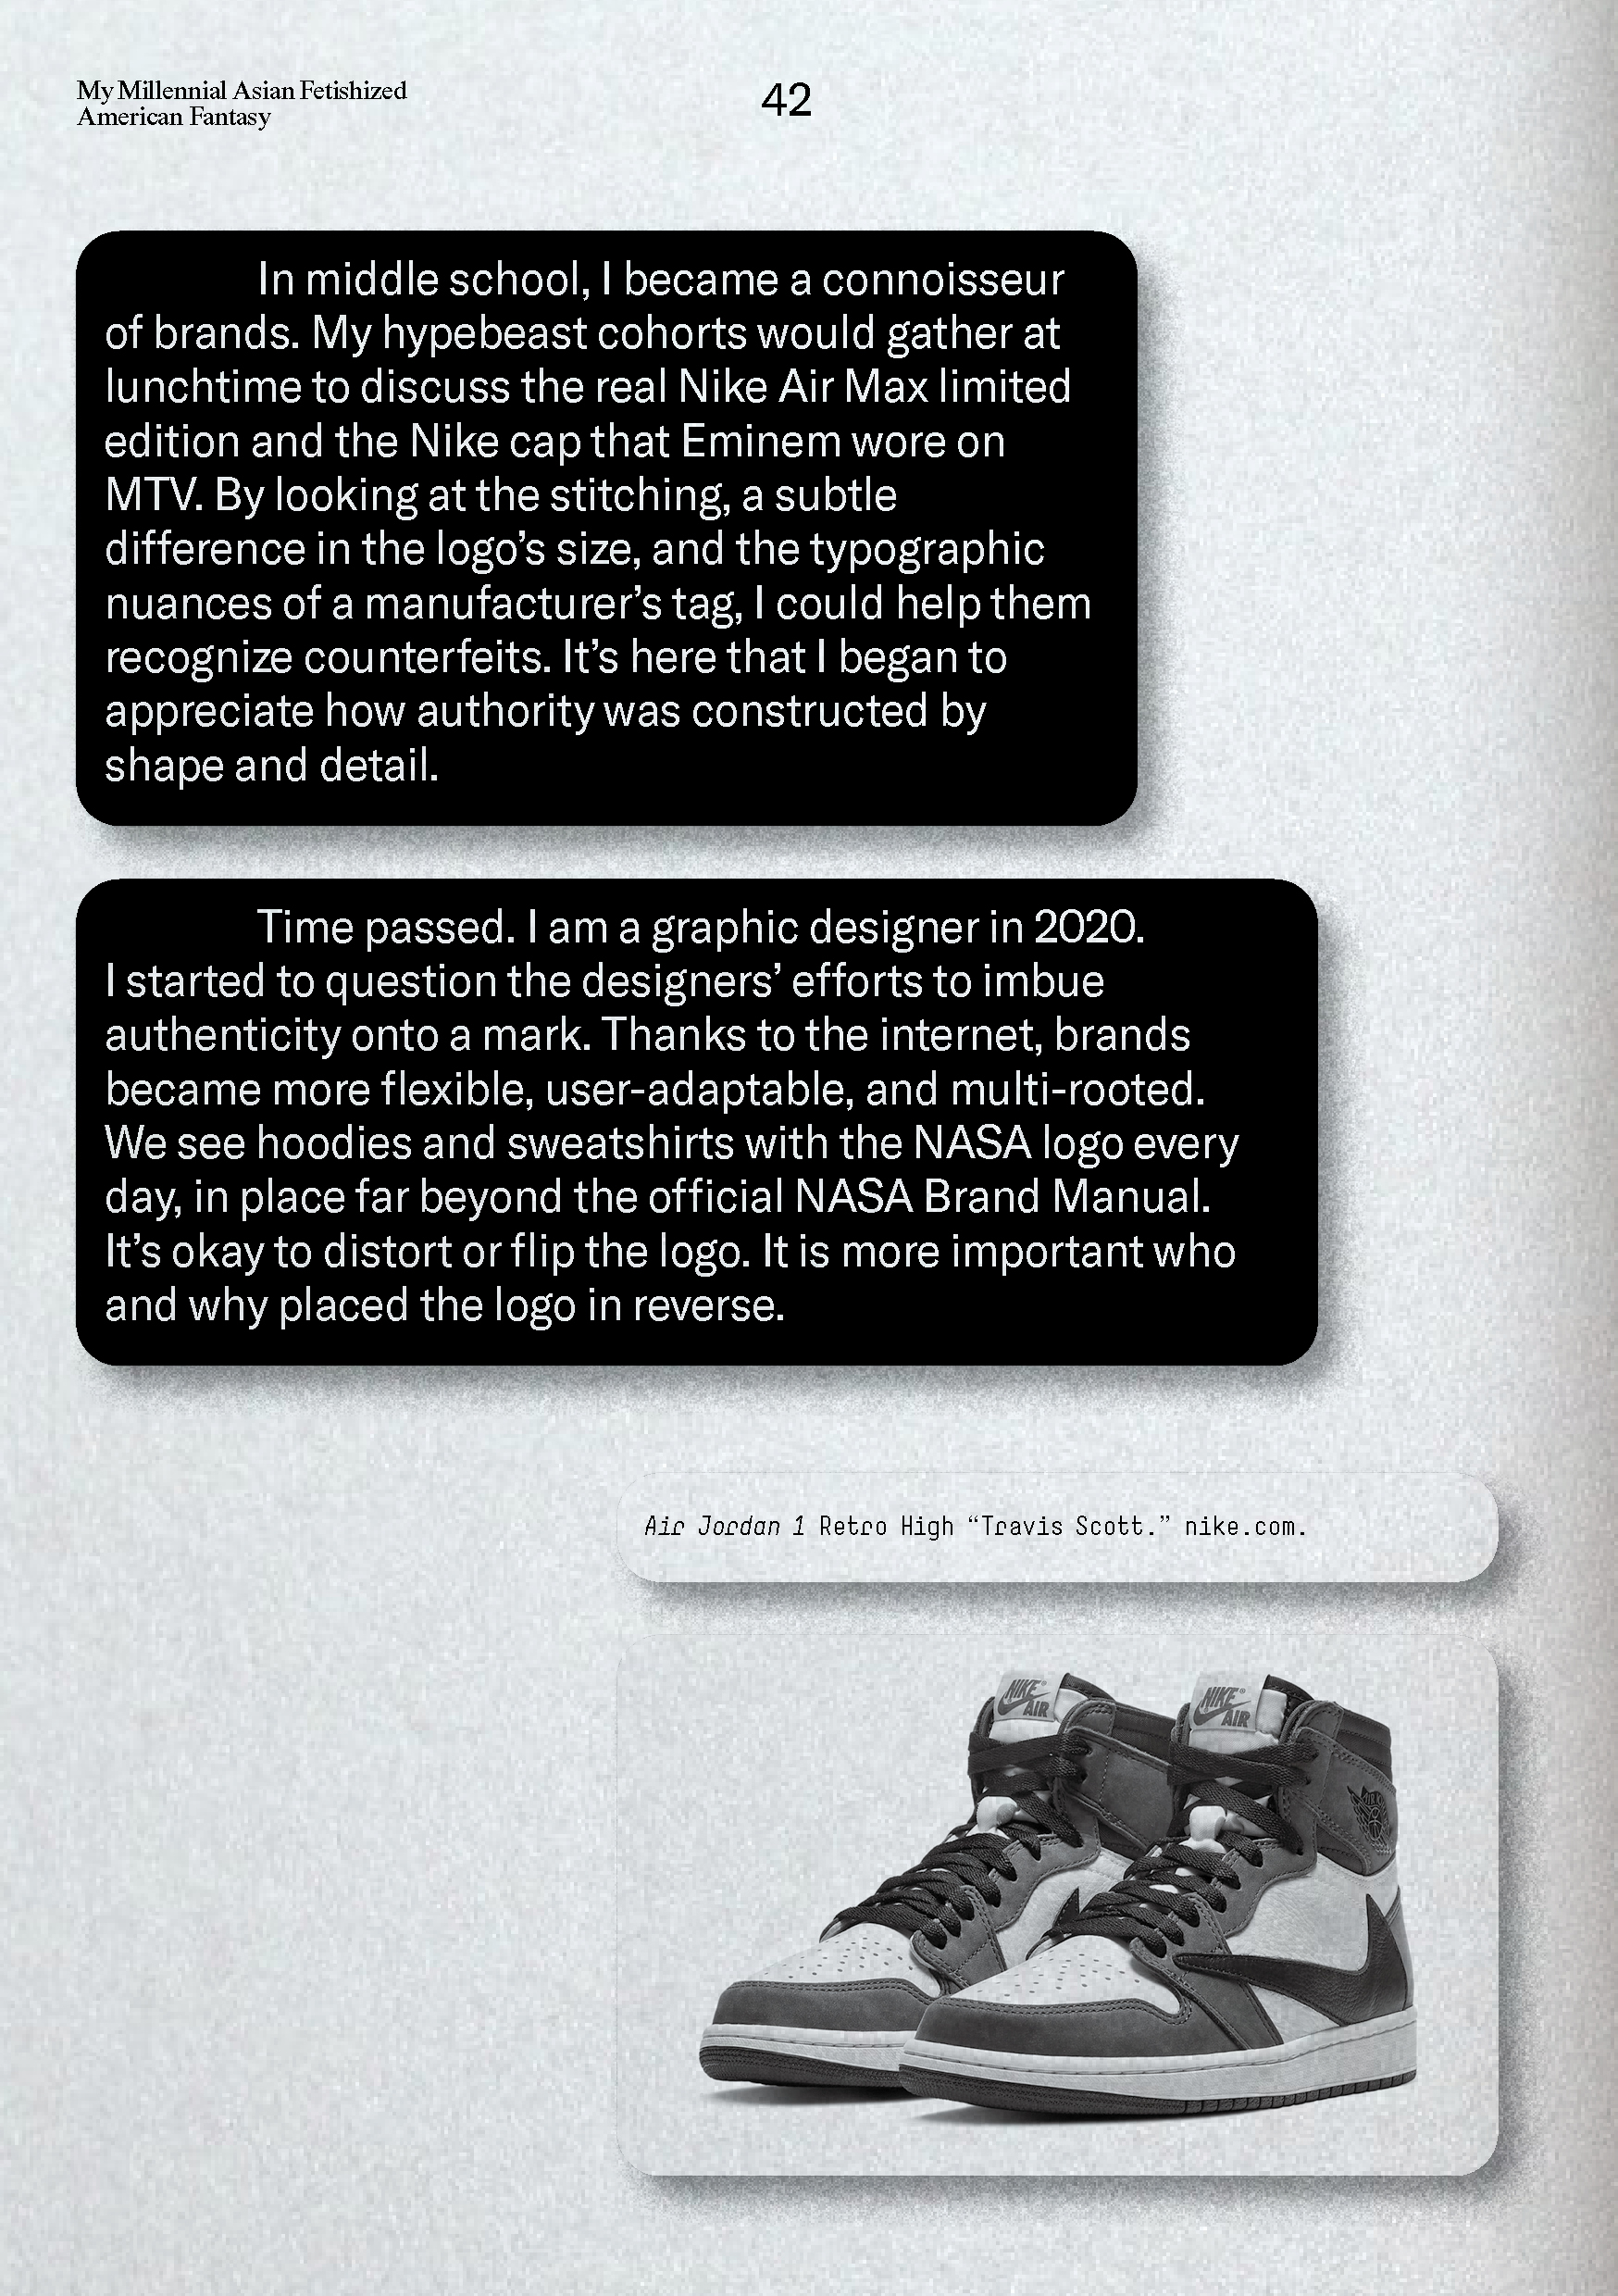 My Millennial Asian Fetishized
American Fantasy
42
In middle school, I became a connoisseur
of brands. My hypebeast cohorts would gather at
lunchtime to discuss the real Nike Air Max limited
edition and the Nike cap that Eminem wore on
MTV. By looking at the stitching, a subtle
difference in the logo’s size, and the typographic
nuances of a manufacturer’s tag, I could help them
recognize counterfeits. It’s here that I began to
appreciate how authority was constructed by
shape and detail.
Time passed. I am a graphic designer in 2020.
I started to question the designers’ efforts to imbue
authenticity onto a mark. Thanks to the internet, brands
became more flexible, user-adaptable, and multi-rooted.
We see hoodies and sweatshirts with the NASA logo every
day, in place far beyond the official NASA Brand Manual.
It’s okay to distort or flip the logo. It is more important who
and why placed the logo in reverse.
Air Jordan 1 Retro High “Travis Scott.” nike.com.
NIKE®
AIR
NIKE®
AIR